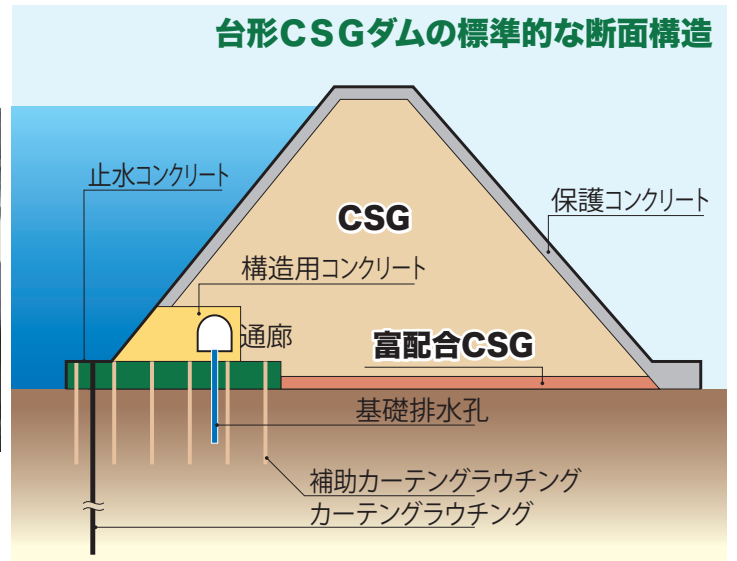 台形CSGダムの標準的な断面構造
止水コンクリート
保護コンクリート
CSG
構造用コンクリート
通廊
富配合CSG
基礎排水孔
補助カーテングラウチング
カーテングラウチング